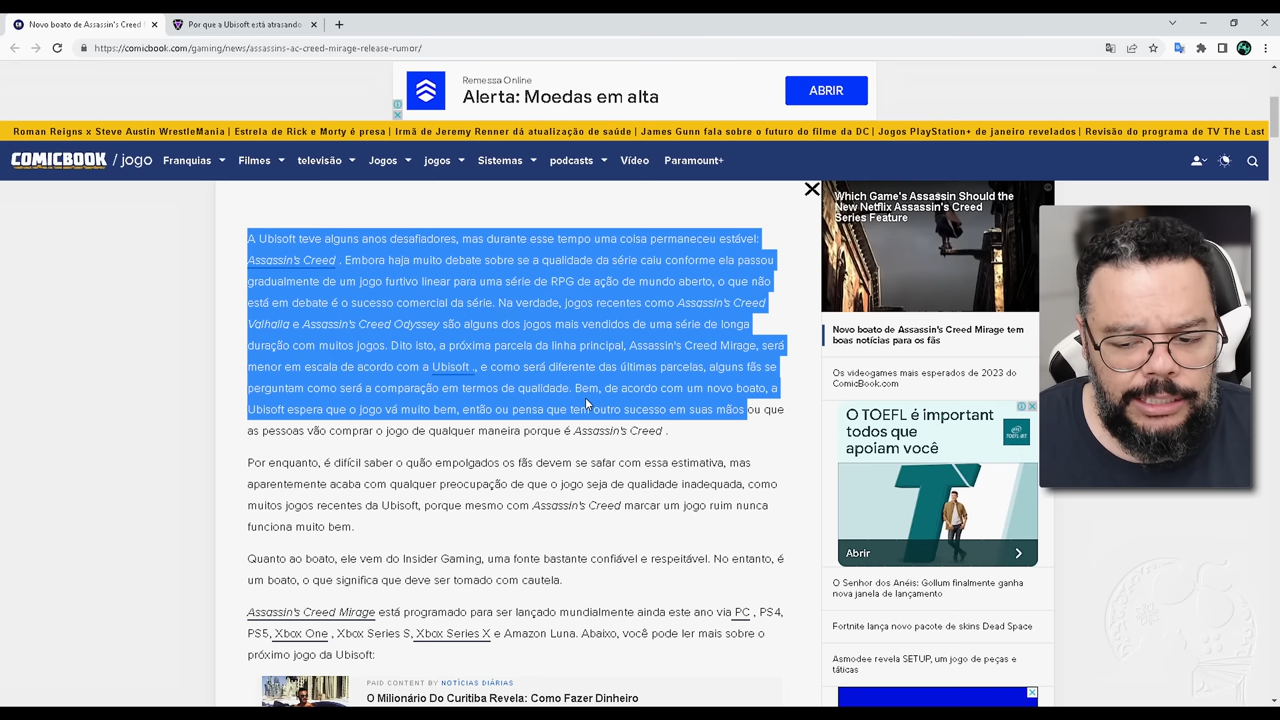 Novo boato de Assassin's Creed
Por que a Ubisoft está atrasando
https://comicbook.com/gaming/news/assassins-ac-creed-mirage-release-rumor/
Remessa Online
Alerta: Moedas em alta
ABRIR
Roman Reigns x Steve Austin WrestleMania | Estrela de Rick e Morty é presa | Irmã de Jeremy Renner dá atualização de saúde | James Gunn fala sobre o futuro do filme da DC | Jogos PlayStation+ de janeiro revelados | Revisão do programa de TV The Last
COMICBOOK / jogo
Franquias
Filmes
televisão
Jogos
jogos
Sistemas
podcasts
Vídeo
Paramount+
A Ubisoft teve alguns anos desafiadores, mas durante esse tempo uma coisa permaneceu estável:
Assassin's Creed . Embora haja muito debate sobre se a qualidade da série caiu conforme ela passou
gradualmente de um jogo furtivo linear para uma série de RPG de ação de mundo aberto, o que não
está em debate é o sucesso comercial da série. Na verdade, jogos recentes como Assassin's Creed
Valhalla e Assassin's Creed Odyssey são alguns dos jogos mais vendidos de uma série de longa
duração com muitos jogos. Dito isto, a próxima parcela da linha principal, Assassin's Creed Mirage, será
menor em escala de acordo com a Ubisoft ., e como será diferente das últimas parcelas, alguns fãs se
perguntam como será a comparação em termos de qualidade. Bem, de acordo com um novo boato, a
Ubisoft espera que o jogo vá muito bem, então ou pensa que tem outro sucesso em suas mãos ou que
as pessoas vão comprar o jogo de qualquer maneira porque é Assassin's Creed .
Por enquanto, é difícil saber o quão empolgados os fãs devem se safar com essa estimativa, mas
aparentemente acaba com qualquer preocupação de que o jogo seja de qualidade inadequada, como
muitos jogos recentes da Ubisoft, porque mesmo com Assassin's Creed marcar um jogo ruim nunca
funciona muito bem.
Quanto ao boato, ele vem do Insider Gaming, uma fonte bastante confiável e respeitável. No entanto, é
um boato, o que significa que deve ser tomado com cautela.
Assassin's Creed Mirage está programado para ser lançado mundialmente ainda este ano via PC , PS4,
PS5, Xbox One , Xbox Series S, Xbox Series X e Amazon Luna. Abaixo, você pode ler mais sobre o
próximo jogo da Ubisoft:
PAID CONTENT BY NOTÍCIAS DIÁRIAS
O Milionário Do Curitiba Revela: Como Fazer Dinheiro
Which Game's Assassin Should the
New Netflix Assassin's Creed
Series Feature
Novo boato de Assassin's Creed Mirage tem
boas notícias para os fãs
Os videogames mais esperados de 2023 do
ComicBook.com
O TOEFL é important
todos que
apoiam você
TOEFL iBT
Abrir
O Senhor dos Anéis: Gollum finalmente ganha
nova janela de lançamento
Fortnite lança novo pacote de skins Dead Space
Asmodee revela SETUP, um jogo de peças e
táticas